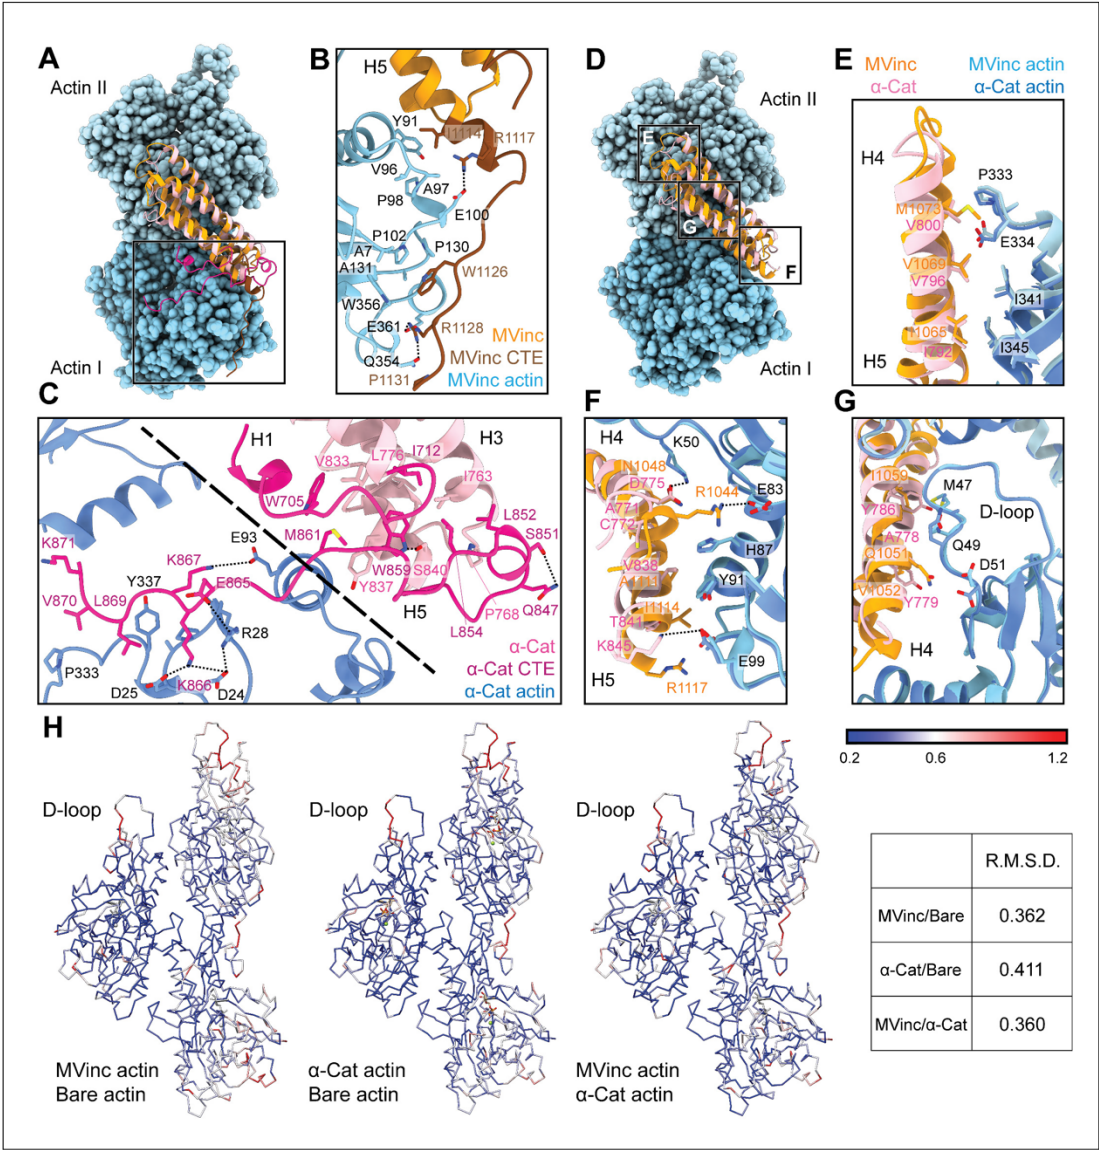 A
Actin II
Actin I
B
H5
Y91
I1114
R1117
V96
A97
P98
E100
P102
P130
A7
A131
W1126
W356
E361
R1128
Q354
P1131
MVinc
MVinc CTE
MVinc actin
D
Actin II
E
G
F
Actin I
E
MVinc
α-Cat
MVinc actin
α-Cat actin
H4
P333
M1073
V800
E334
V1069
V796
I341
I1065
I792
I345
H5
C
H1
H3
V833
L776
I712
I763
W705
L852
S851
K871
K867
E93
M861
Y337
E865
W859
S840
Y837
V870
L869
H5
P768
Q847
L854
R28
P333
D25
K866
D24
α-Cat
α-Cat CTE
α-Cat actin
F
H4
K50
N1048
D775
R1044
E83
A771
C772
H87
V838
A1111
Y91
I1114
T841
K845
E99
H5
R1117
G
I1059
M47
D-loop
Y786
A778
Q49
Q1051
D51
V1052
Y779
H4
0.2
0.6
1.2
H
D-loop
MVinc actin
Bare actin
D-loop
α-Cat actin
Bare actin
D-loop
MVinc actin
α-Cat actin
R.M.S.D.
MVinc/Bare 0.362
α-Cat/Bare 0.411
MVinc/α-Cat 0.360